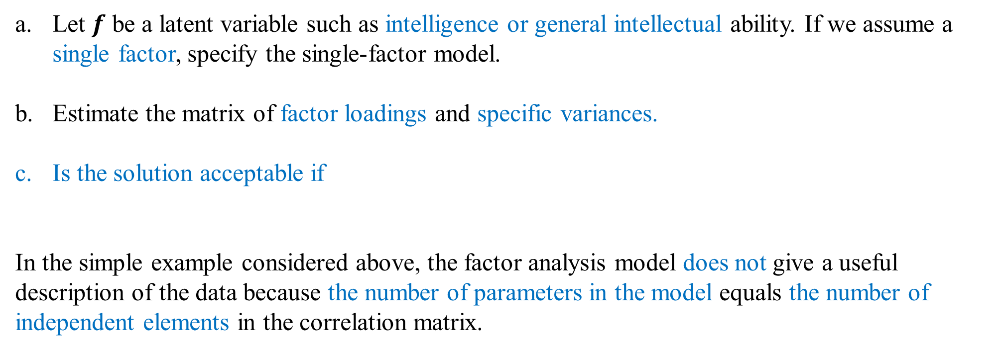 a. Let f be a latent variable such as intelligence or general intellectual ability. If we assume a
single factor, specify the single-factor model.
b. Estimate the matrix of factor loadings and specific variances.
c. Is the solution acceptable if
In the simple example considered above, the factor analysis model does not give a useful
description of the data because the number of parameters in the model equals the number of
independent elements in the correlation matrix.